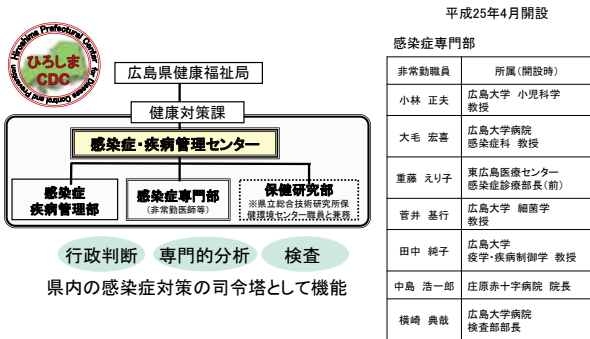 平成25年4月開設
Hiroshima Prefectural Center for Disease Control and Prevention
ひろしま
CDC
広島県健康福祉局
健康対策課
感染症・疾病管理センター
感染症
疾病管理部
感染症専門部
(非常勤医師等)
保健研究部
※県立総合技術研究所保
健環境センター職員と兼務
行政判断
専門的分析
検査
県内の感染症対策の司令塔として機能
感染症専門部
非常勤職員 所属(開設時)
小林 正夫 広島大学 小児科学
教授
大毛 宏喜 広島大学病院
感染症科 教授
重藤 えり子 東広島医療センター
感染症診療部長(前)
菅井 基行 広島大学 細菌学
教授
田中 純子 広島大学
疫学・疾病制御学 教授
中島 浩一郎 庄原赤十字病院 院長
横崎 典哉 広島大学病院
検査部部長